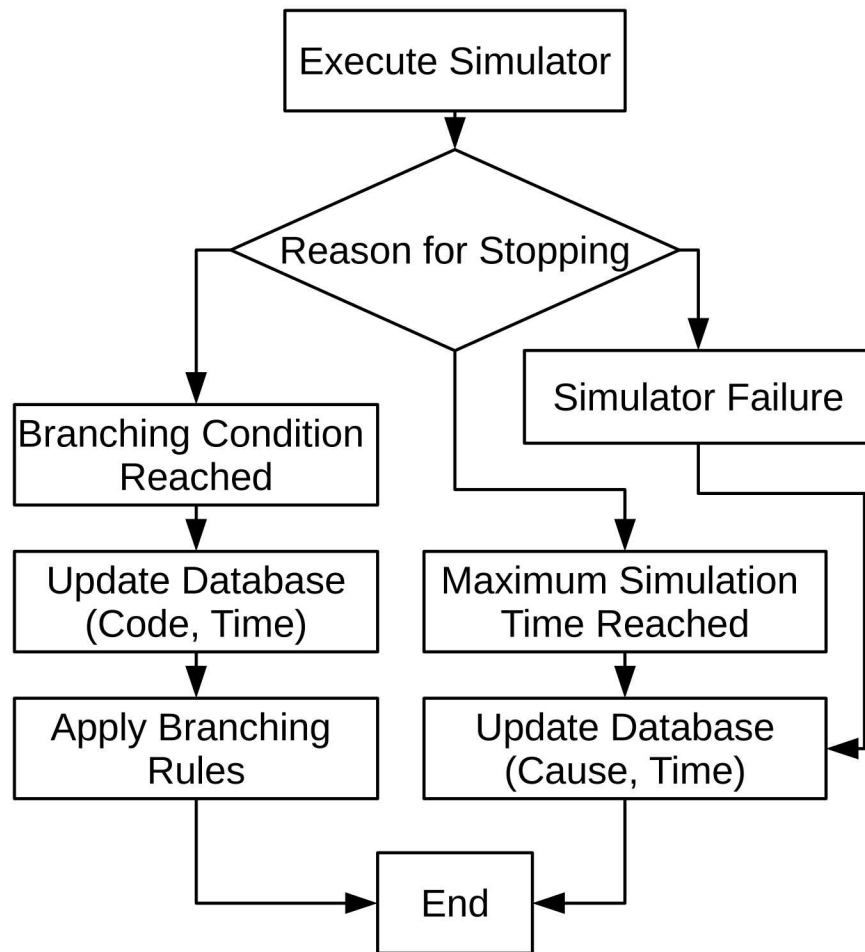 Execute Simulator
Reason for Stopping
Simulator Failure
Branching Condition
Reached
Update Database
(Code, Time)
Maximum Simulation
Time Reached
Apply Branching
Rules
Update Database
(Cause, Time)
End